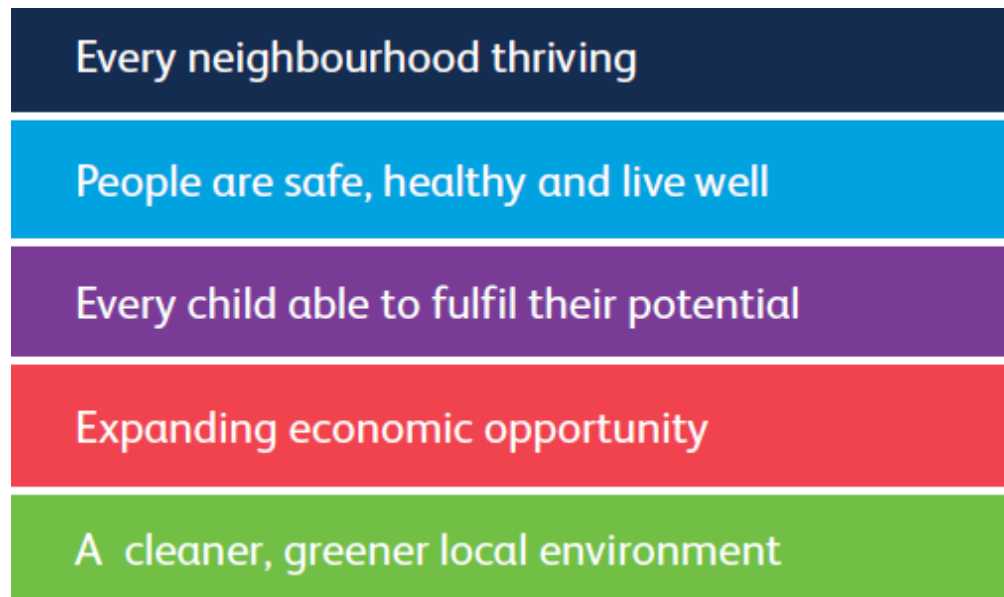 Every neighbourhood thriving
People are safe, healthy and live well
Every child able to fulfil their potential
Expanding economic opportunity
A  cleaner, greener local environment